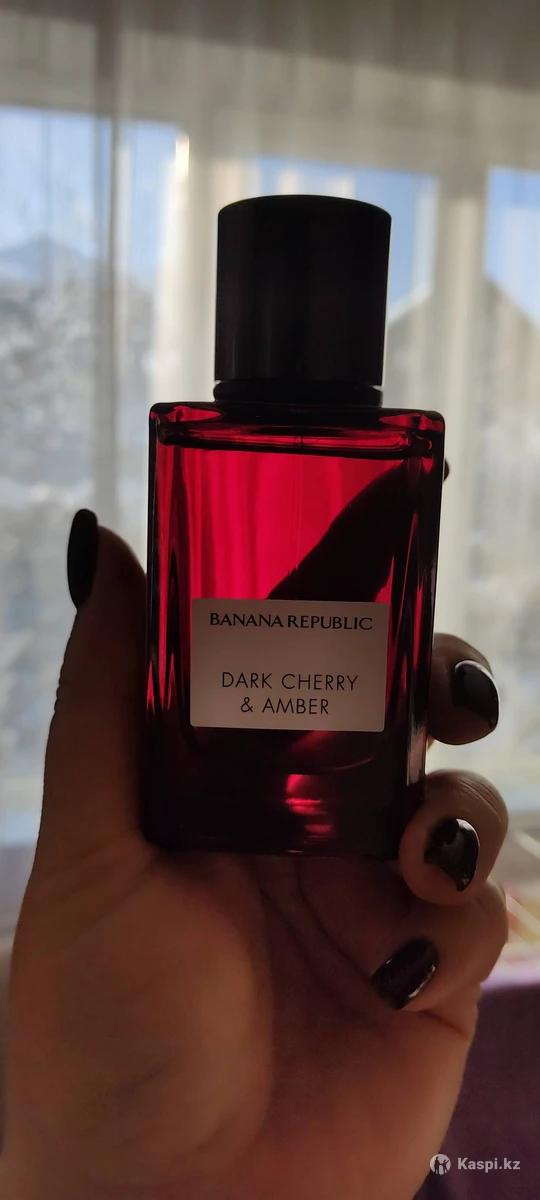 BANANA REPUBLIC
DARK CHERRY
& AMBER
Kaspi.kz